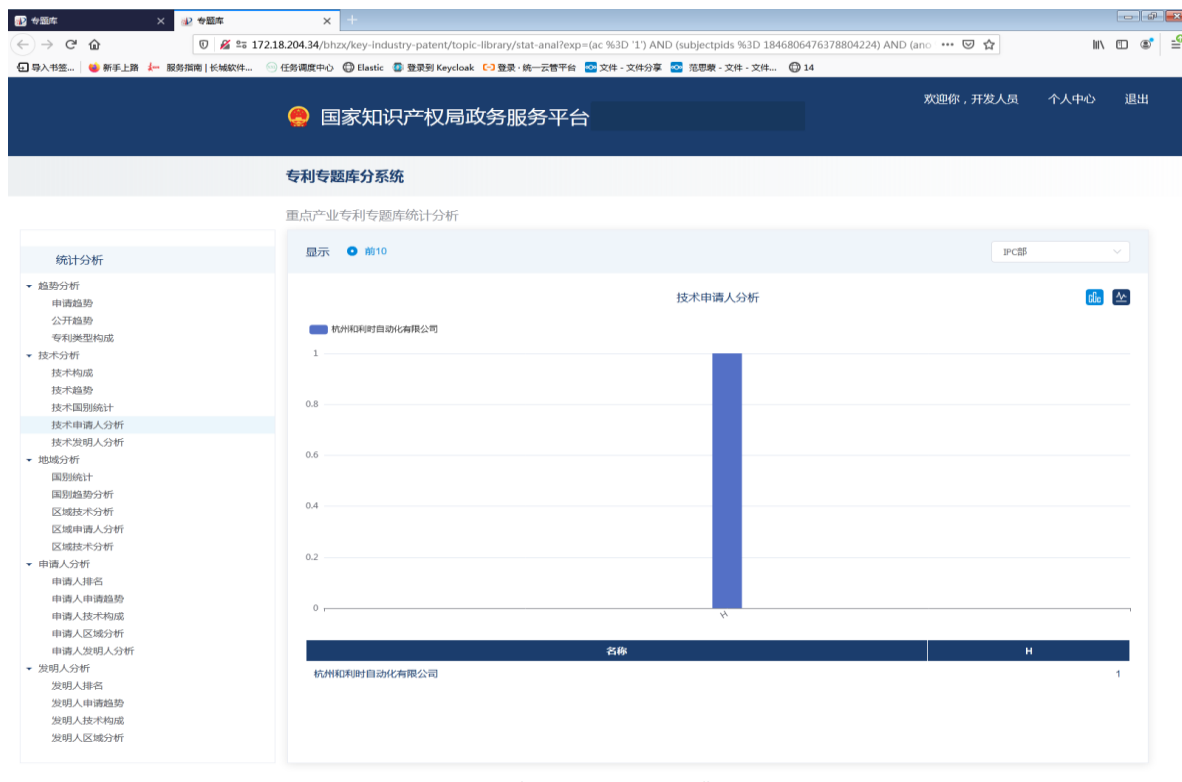 专题库
专题库
172.18.204.34/bhzx/key-industry-patent/topic-library/stat-anal?exp=(ac %3D '1') AND (subjectpids %3D 1846806476378804224) AND (ano
导入书签... 新手上路 服务指南 | 长城软件... 任务调度中心 Elastic 登录到 Keycloak 登录 · 统一云管平台 文件 - 文件分享 范思暾 - 文件 - 文件... 14
欢迎你，开发人员 个人中心 退出
国家知识产权局政务服务平台
专利专题库分系统
重点产业专利专题库统计分析
统计分析
趋势分析
申请趋势
公开趋势
专利类型构成
技术分析
技术构成
技术趋势
技术国别统计
技术申请人分析
技术发明人分析
地域分析
国别统计
国别趋势分析
区域技术分析
区域申请人分析
区域技术分析
申请人分析
申请人排名
申请人申请趋势
申请人技术构成
申请人区域分析
申请人发明人分析
发明人分析
发明人排名
发明人申请趋势
发明人技术构成
发明人区域分析
显示 前10
IPC部
技术申请人分析
杭州和利时自动化有限公司
1
0.8
0.6
0.4
0.2
0
H
名称 H
杭州和利时自动化有限公司 1